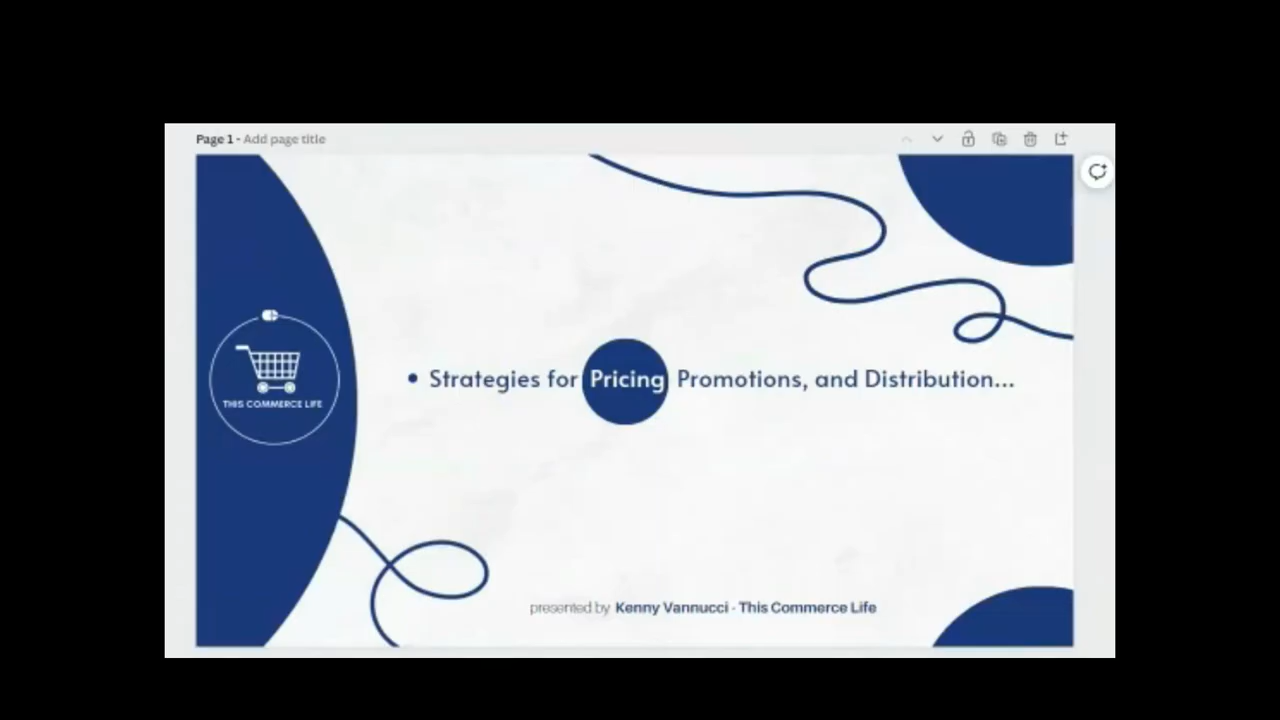 Page 1 - Add page title
• Strategies for Pricing Promotions, and Distribution...
THIS COMMERCE LIFE
presented by Kenny Vannucci - This Commerce Life